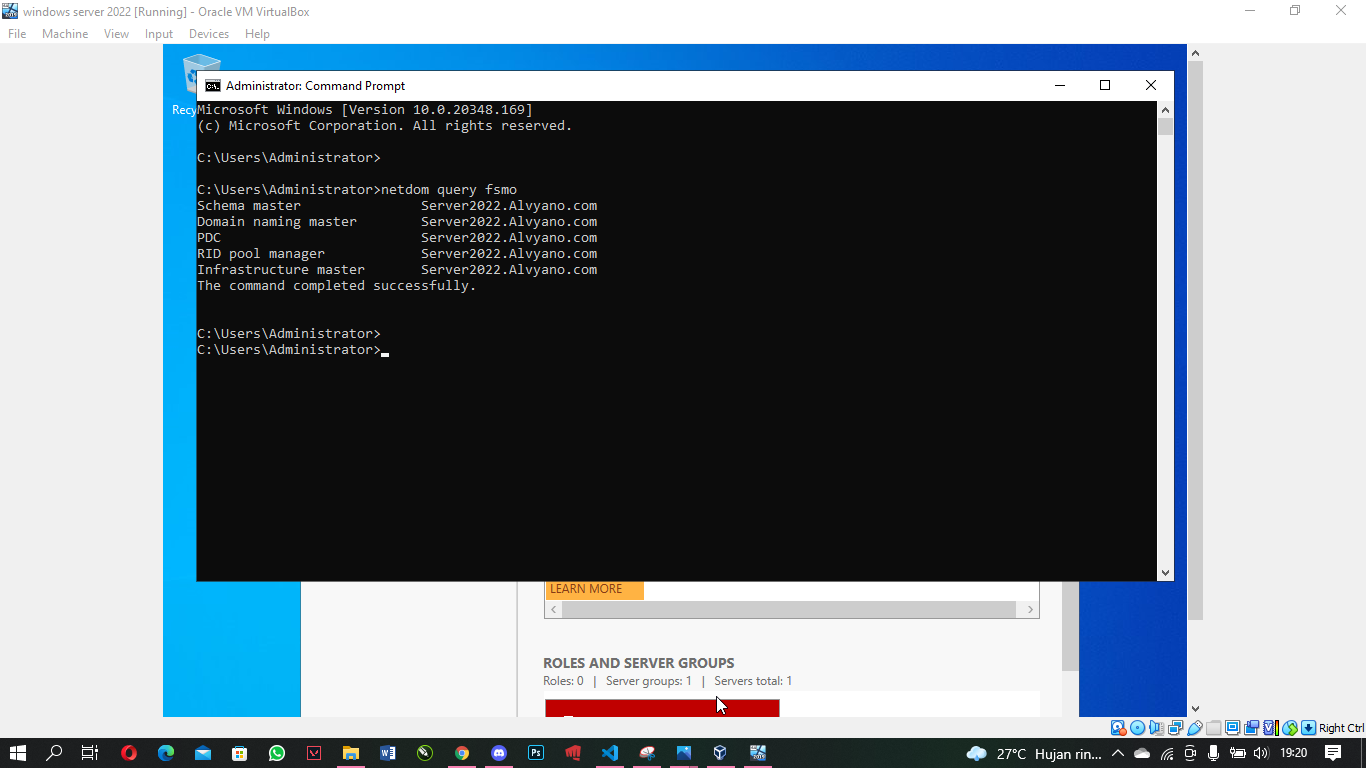 windows server 2022 [Running] - Oracle VM VirtualBox
File Machine View Input Devices Help
Administrator: Command Prompt
Recy
Microsoft Windows [Version 10.0.20348.169]
(c) Microsoft Corporation. All rights reserved.
C:\Users\Administrator>
C:\Users\Administrator>netdom query fsmo
Schema master Server2022.Alvyano.com
Domain naming master Server2022.Alvyano.com
PDC Server2022.Alvyano.com
RID pool manager Server2022.Alvyano.com
Infrastructure master Server2022.Alvyano.com
The command completed successfully.
C:\Users\Administrator>
C:\Users\Administrator>
LEARN MORE
ROLES AND SERVER GROUPS
Roles: 0 | Server groups: 1 | Servers total: 1
Right Ctrl
27°C Hujan rin... 19:20